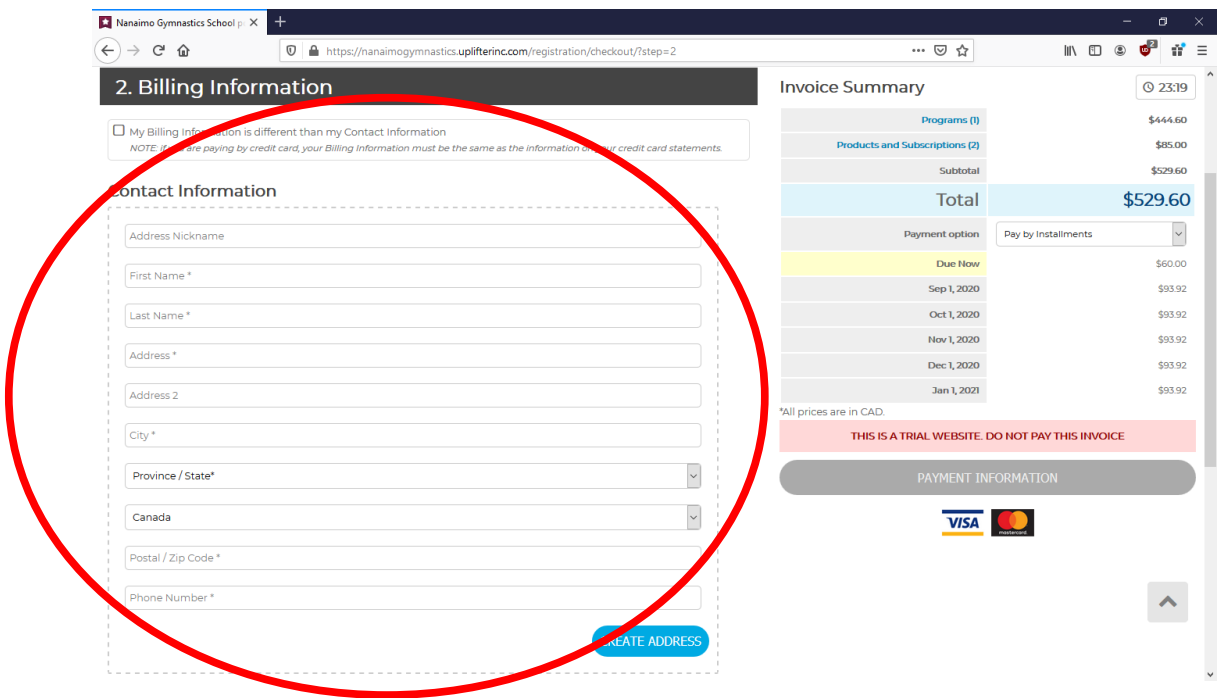 Nanaimo Gymnastics School p
https://nanaimogymnastics.uplifterinc.com/registration/checkout/?step=2
2
2. Billing Information
My Billing Information is different than my Contact Information
NOTE: if you are paying by credit card, your Billing Information must be the same as the information on your credit card statements.
Contact Information
Address Nickname
First Name *
Last Name *
Address *
Address 2
City *
Province / State*
Canada
Postal / Zip Code *
Phone Number *
CREATE ADDRESS
Invoice Summary
23:19
Programs (1) $444.60
Products and Subscriptions (2) $85.00
Subtotal $529.60
Total $529.60
Payment option Pay by Installments
Due Now $60.00
Sep 1, 2020 $93.92
Oct 1, 2020 $93.92
Nov 1, 2020 $93.92
Dec 1, 2020 $93.92
Jan 1, 2021 $93.92
*All prices are in CAD.
THIS IS A TRIAL WEBSITE. DO NOT PAY THIS INVOICE
PAYMENT INFORMATION
VISA
mastercard